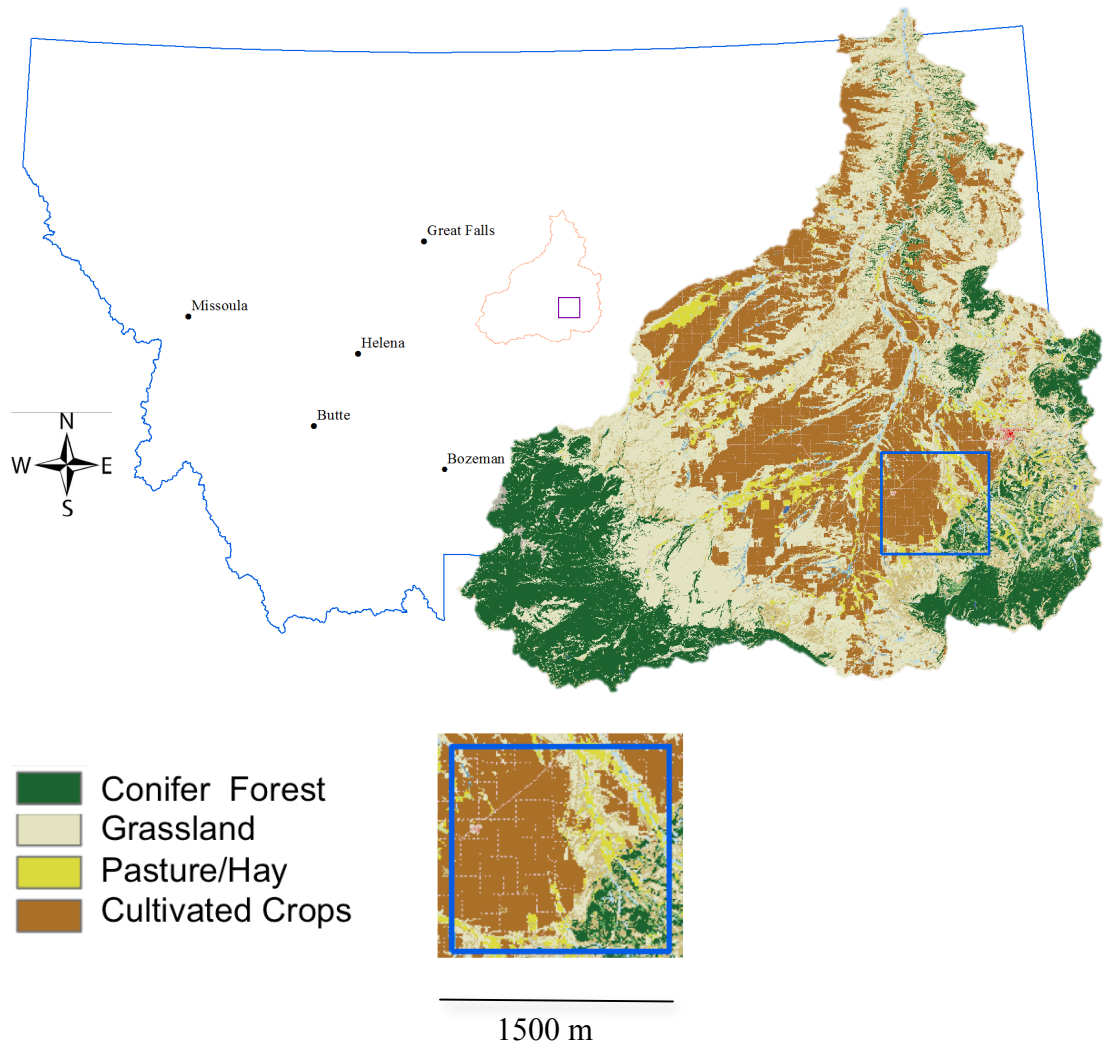 Great Falls
Missoula
Helena
Butte
Bozeman
N
W E
S
Conifer Forest
Grassland
Pasture/Hay
Cultivated Crops
1500 m